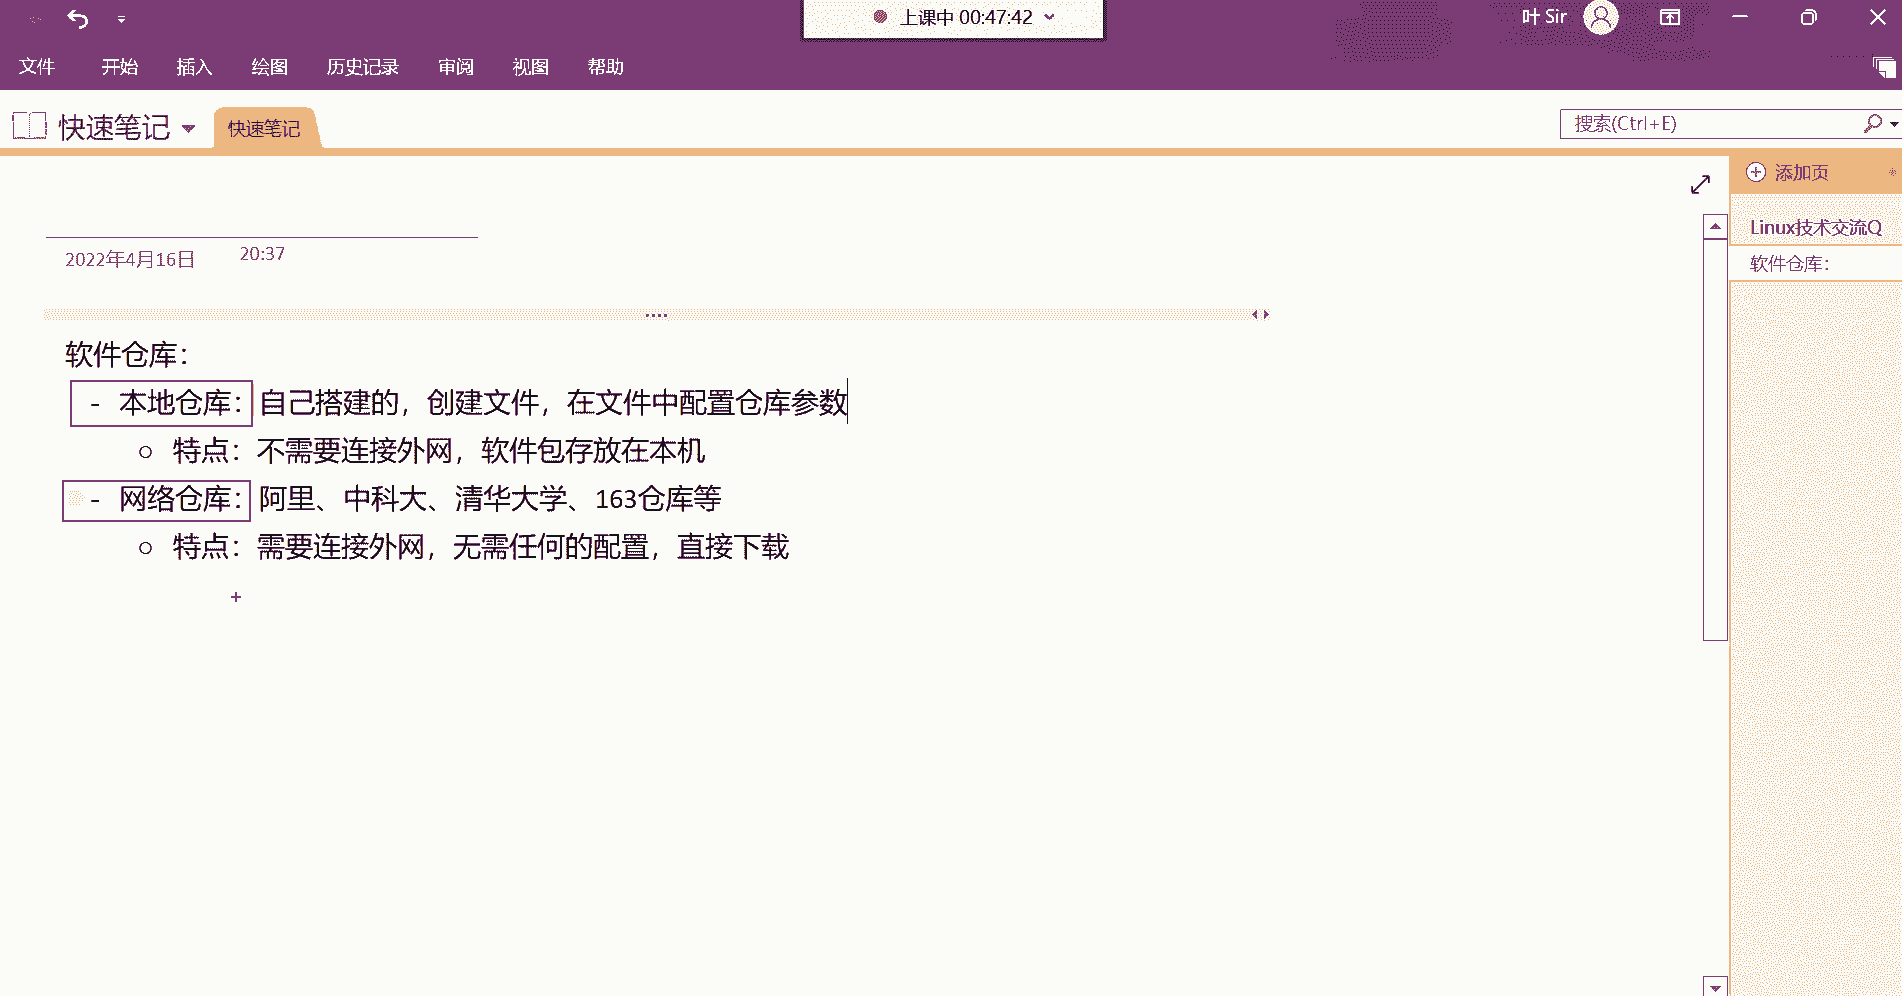 上课中 00:47:42
叶 Sir
文件 开始 插入 绘图 历史记录 审阅 视图 帮助
快速笔记 快速笔记
搜索(Ctrl+E)
添加页
Linux技术交流Q
软件仓库：
2022年4月16日 20:37
软件仓库：
- 本地仓库：自己搭建的，创建文件，在文件中配置仓库参数
○ 特点：不需要连接外网，软件包存放在本机
- 网络仓库：阿里、中科大、清华大学、163仓库等
○ 特点：需要连接外网，无需任何的配置，直接下载